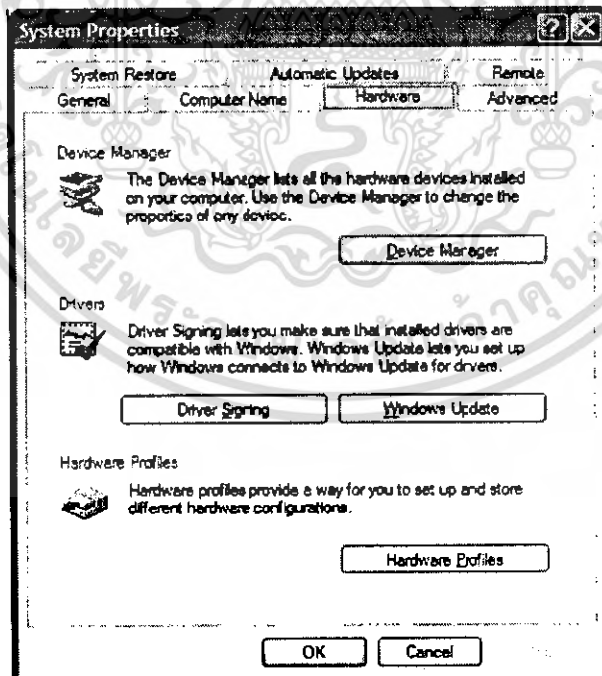 System Properties
System Restore Automatic Updates Remote
General Computer Name Hardware Advanced
Device Manager
The Device Manager lists all the hardware devices installed
on your computer. Use the Device Manager to change the
properties of any device.
Device Manager
Drivers
Driver Signing lets you make sure that installed drivers are
compatible with Windows. Windows Update lets you set up
how Windows connects to Windows Update for drivers.
Driver Signing Windows Update
Hardware Profiles
Hardware profiles provide a way for you to set up and store
different hardware configurations.
Hardware Profiles
OK Cancel